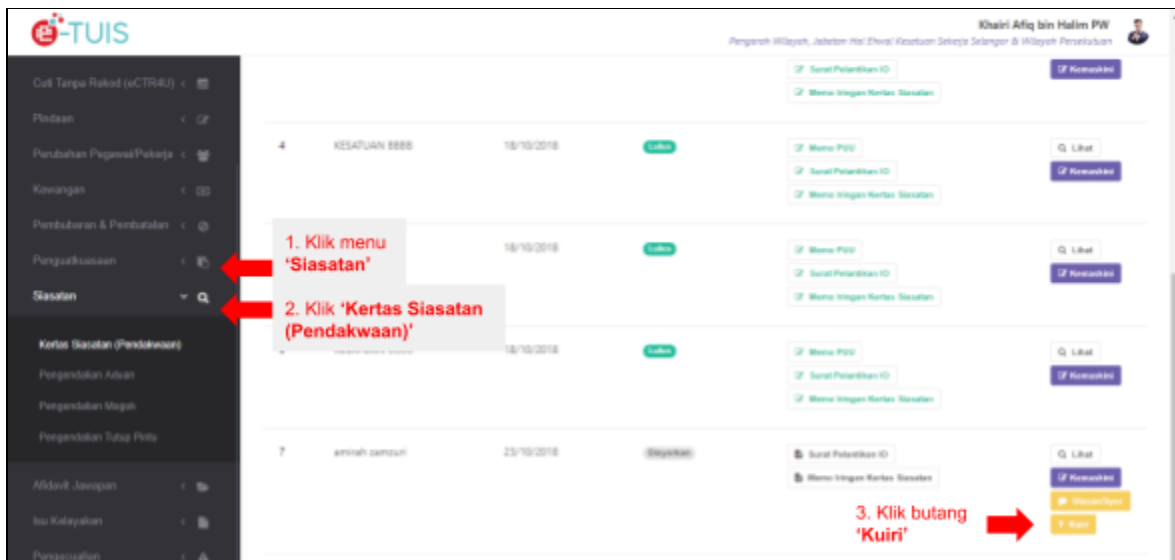 e-TUIS
Khairi Afiq bin Halim PW
Pengarah Wilayah, Jabatan Hal Ehwal Kesatuan Sekerja Selangor & Wilayah Persekutuan
Cuti Tanpa Rekod (eCTR4U)
Surat Pelantikan IO
Kemaskini
Memo Iringan Kertas Siasatan
Pindaan
Perubahan Pegawai/Pekerja
4 KESATUAN BBBB 18/10/2018 Lulus Memo PUU Lihat
Surat Pelantikan IO Kemaskini
Kewangan
Memo Iringan Kertas Siasatan
Pembubaran & Pembatalan
1. Klik menu
‘Siasatan’
18/10/2018 Lulus Memo PUU Lihat
Penguatkuasaan
Surat Pelantikan IO Kemaskini
Siasatan
Memo Iringan Kertas Siasatan
2. Klik ‘Kertas Siasatan
(Pendakwaan)’
Kertas Siasatan (Pendakwaan)
18/10/2018 Lulus Memo PUU Lihat
Pengendalian Aduan
Surat Pelantikan IO Kemaskini
Pengendalian Mogok
Memo Iringan Kertas Siasatan
Pengendalian Tutup Pintu
7 amirah zamzuri 23/10/2018 Disyorkan Surat Pelantikan IO Lihat
Memo Iringan Kertas Siasatan Kemaskini
Afidavit Jawapan
Ulasan/Syor
3. Klik butang
‘Kuiri’
Kuiri
Isu Kelayakan
Pengecualian